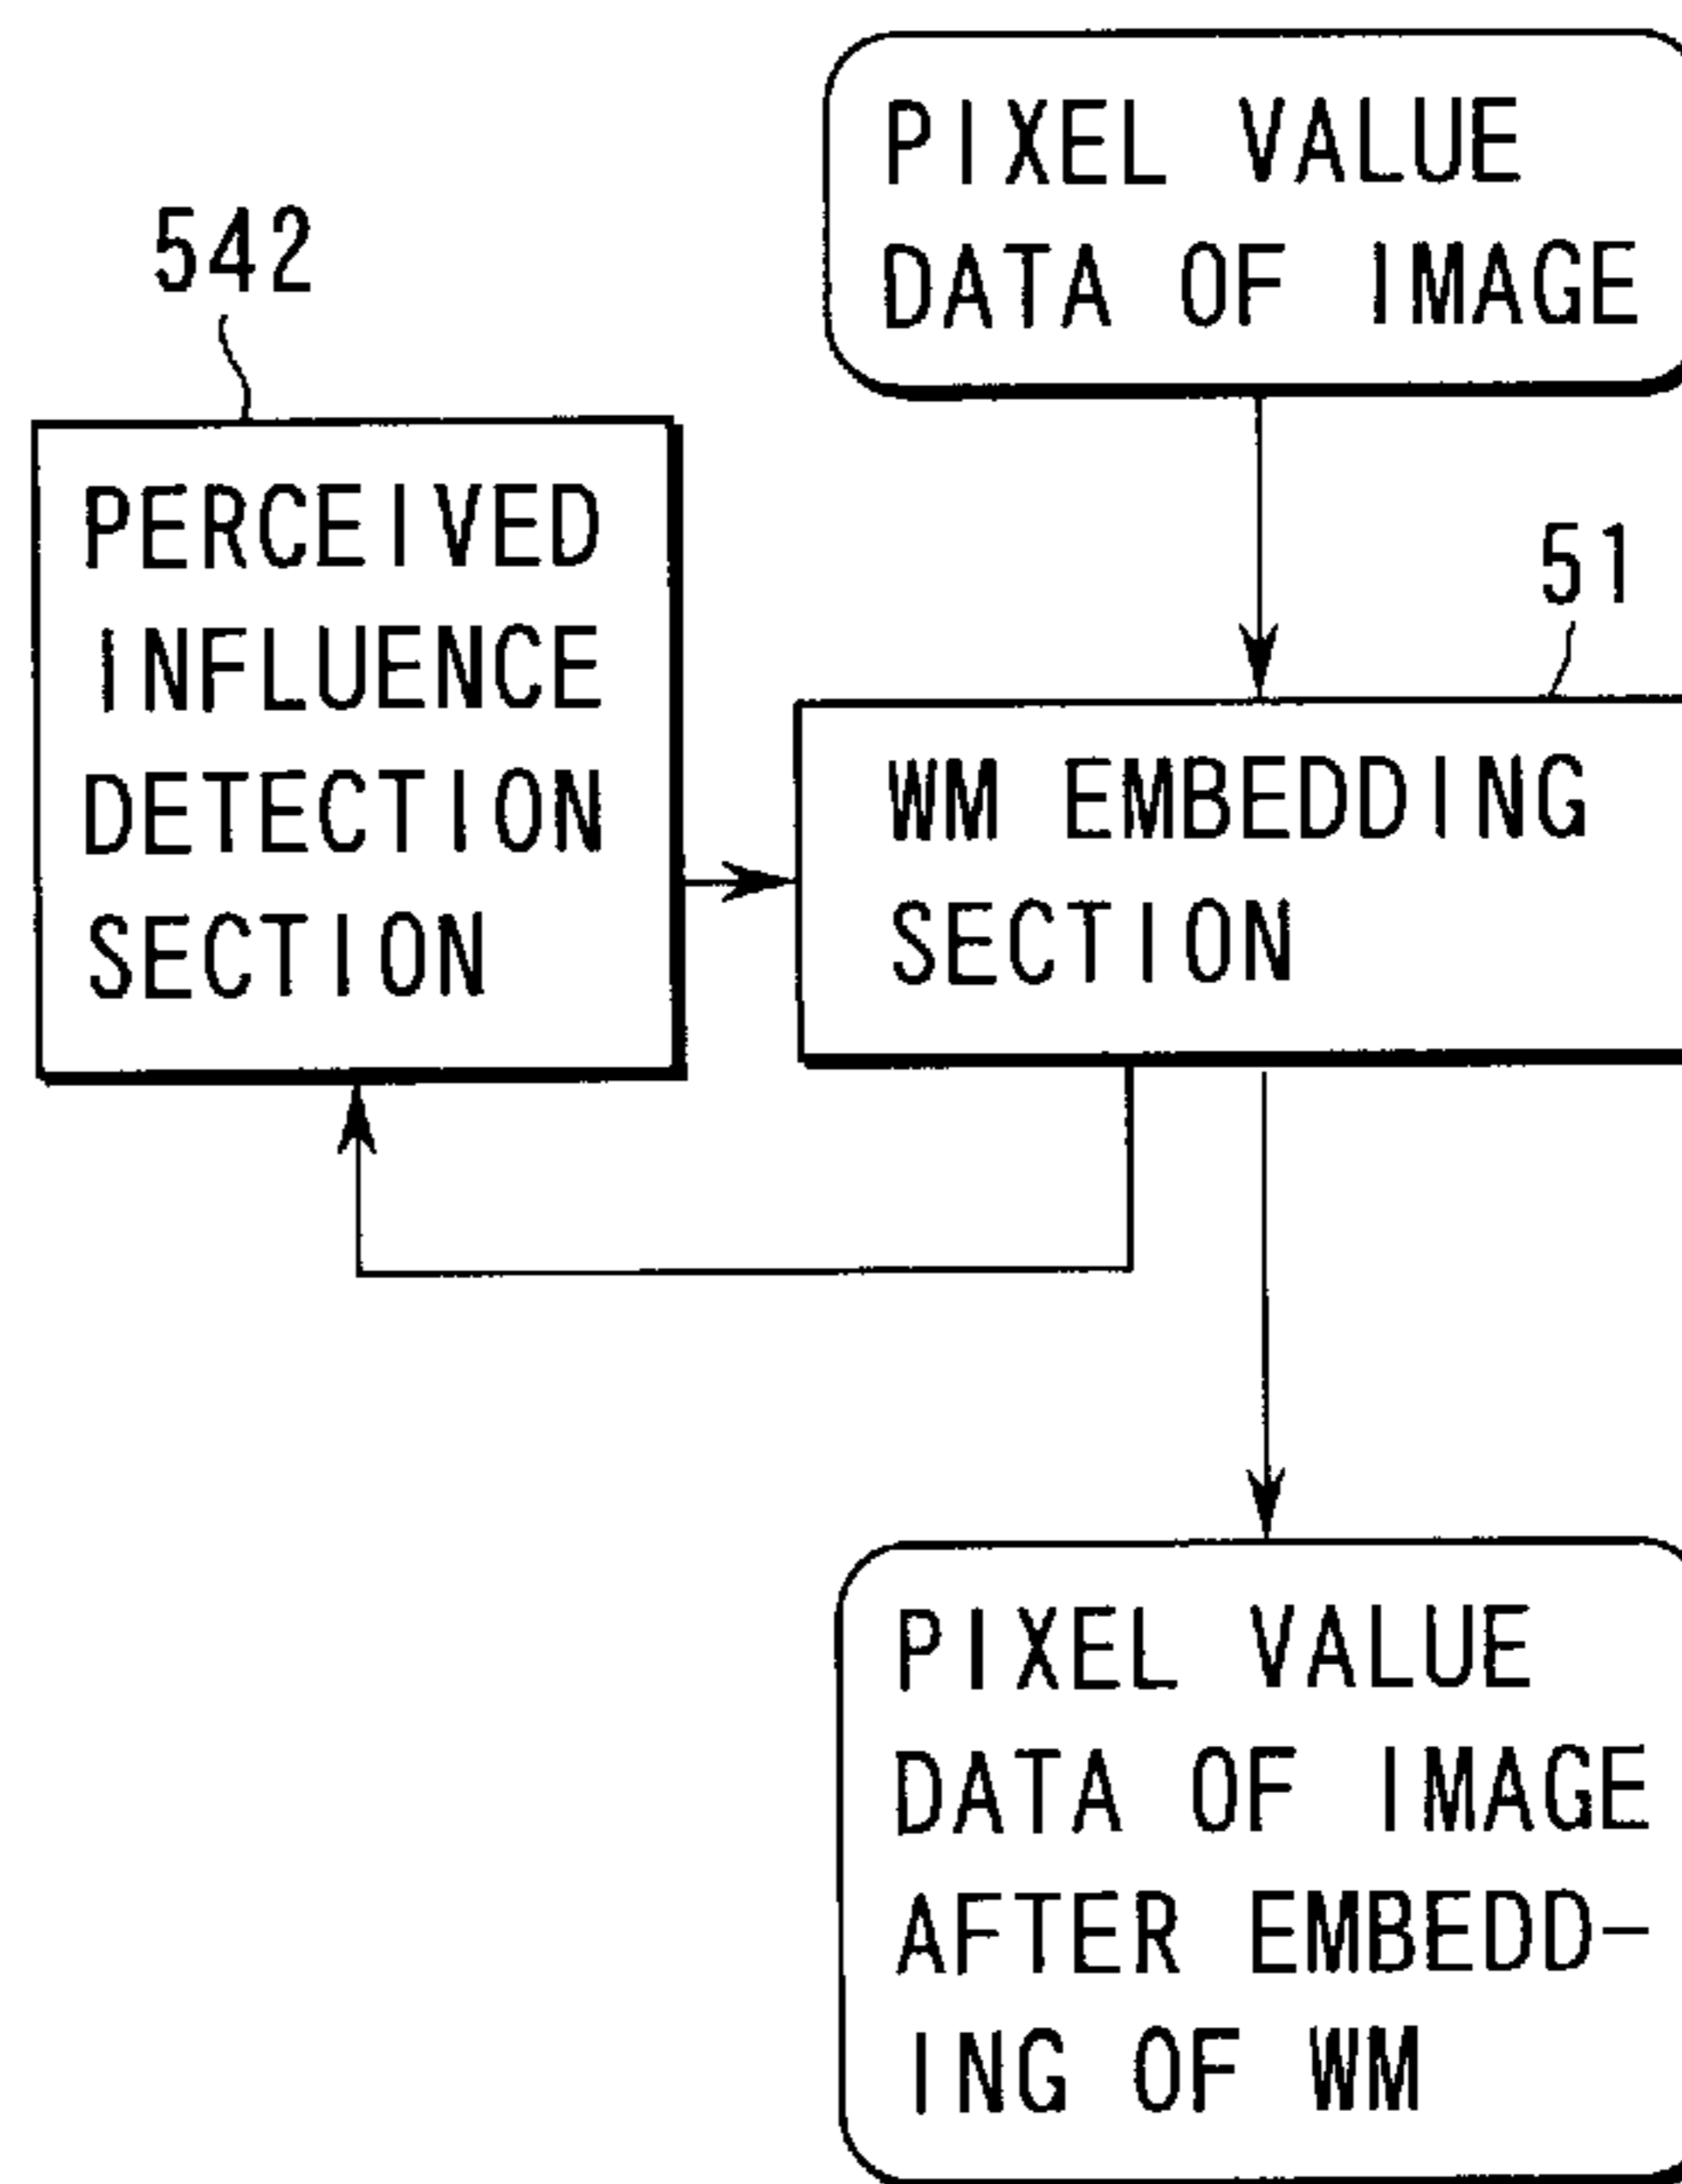 PIXEL VALUE
DATA OF IMAGE
542
PERCEIVED
INFLUENCE
DETECTION
SECTION
51
WM EMBEDDING
SECTION
PIXEL VALUE
DATA OF IMAGE
AFTER EMBEDD-
ING OF WM